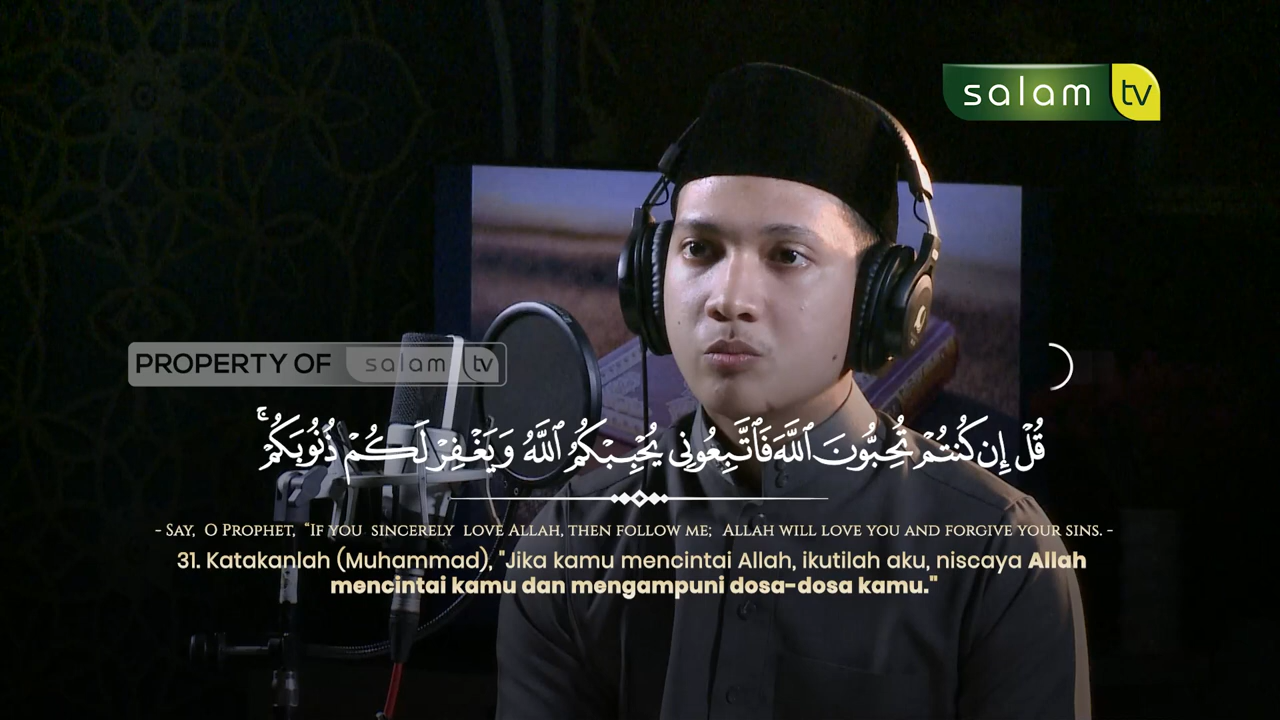 salam tv
PROPERTY OF salam tv
قُلْ إِن كُنتُمْ تُحِبُّونَ ٱللَّهَ فَٱتَّبِعُونِى يُحْبِبْكُمُ ٱللَّهُ وَيَغْفِرْ لَكُمْ ذُنُوبَكُمْ ۗ
- Say, O Prophet, “If you sincerely love Allah, then follow me; Allah will love you and forgive your sins. -
31. Katakanlah (Muhammad), "Jika kamu mencintai Allah, ikutilah aku, niscaya Allah
mencintai kamu dan mengampuni dosa-dosa kamu."